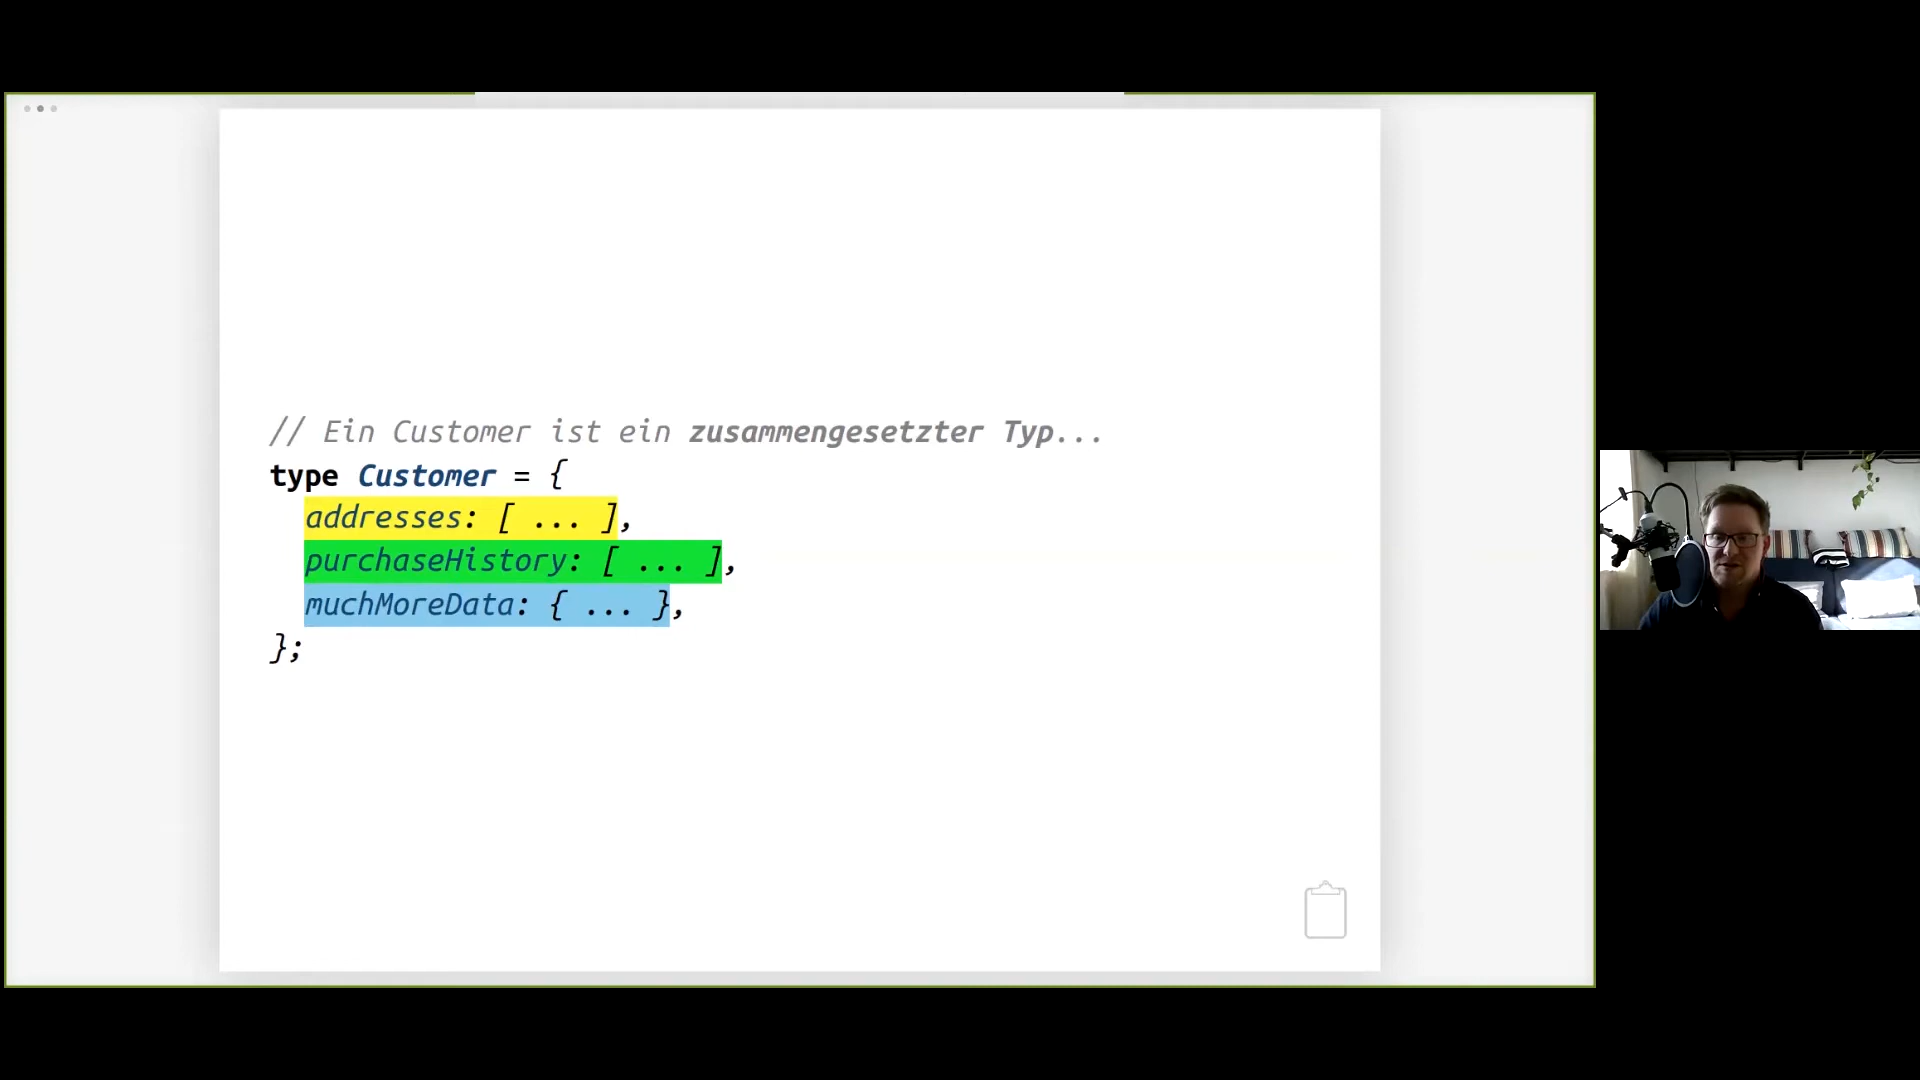 // Ein Customer ist ein zusammengesetzter Typ...
type Customer = {
addresses: [ ... ],
purchaseHistory: [ ... ],
muchMoreData: { ... },
};